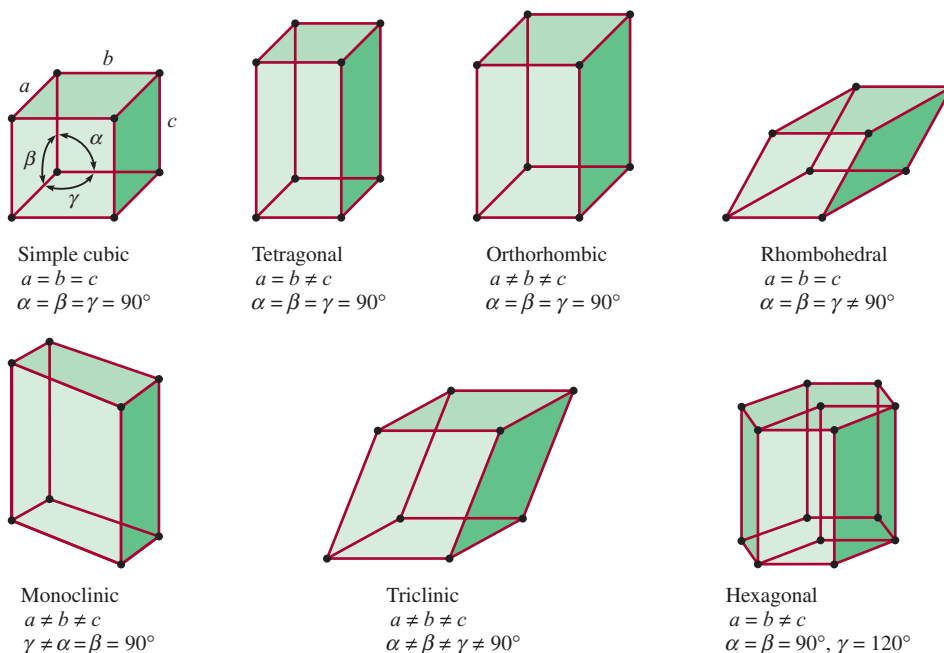 b
a
c
α
β
γ
Simple cubic
a = b = c
α = β = γ = 90°
Tetragonal
a = b ≠ c
α = β = γ = 90°
Orthorhombic
a ≠ b ≠ c
α = β = γ = 90°
Rhombohedral
a = b = c
α = β = γ ≠ 90°
Monoclinic
a ≠ b ≠ c
γ ≠ α = β = 90°
Triclinic
a ≠ b ≠ c
α ≠ β ≠ γ ≠ 90°
Hexagonal
a = b ≠ c
α = β = 90°, γ = 120°